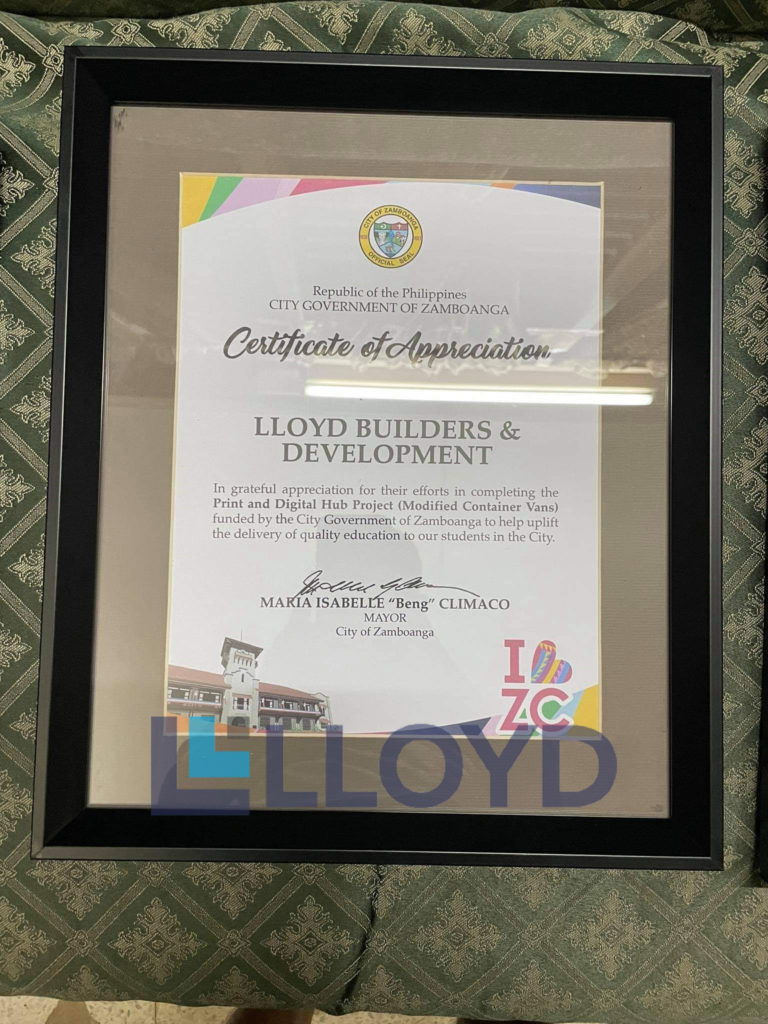 CITY OF ZAMBOANGA
OFFICIAL SEAL
Republic of the Philippines
CITY GOVERNMENT OF ZAMBOANGA
Certificate of Appreciation
LLOYD BUILDERS &
DEVELOPMENT
In grateful appreciation for their efforts in completing the
Print and Digital Hub Project (Modified Container Vans)
funded by the City Government of Zamboanga to help uplift
the delivery of quality education to our students in the City.
MARIA ISABELLE “Beng” CLIMACO
MAYOR
City of Zamboanga
I
ZC
LLOYD